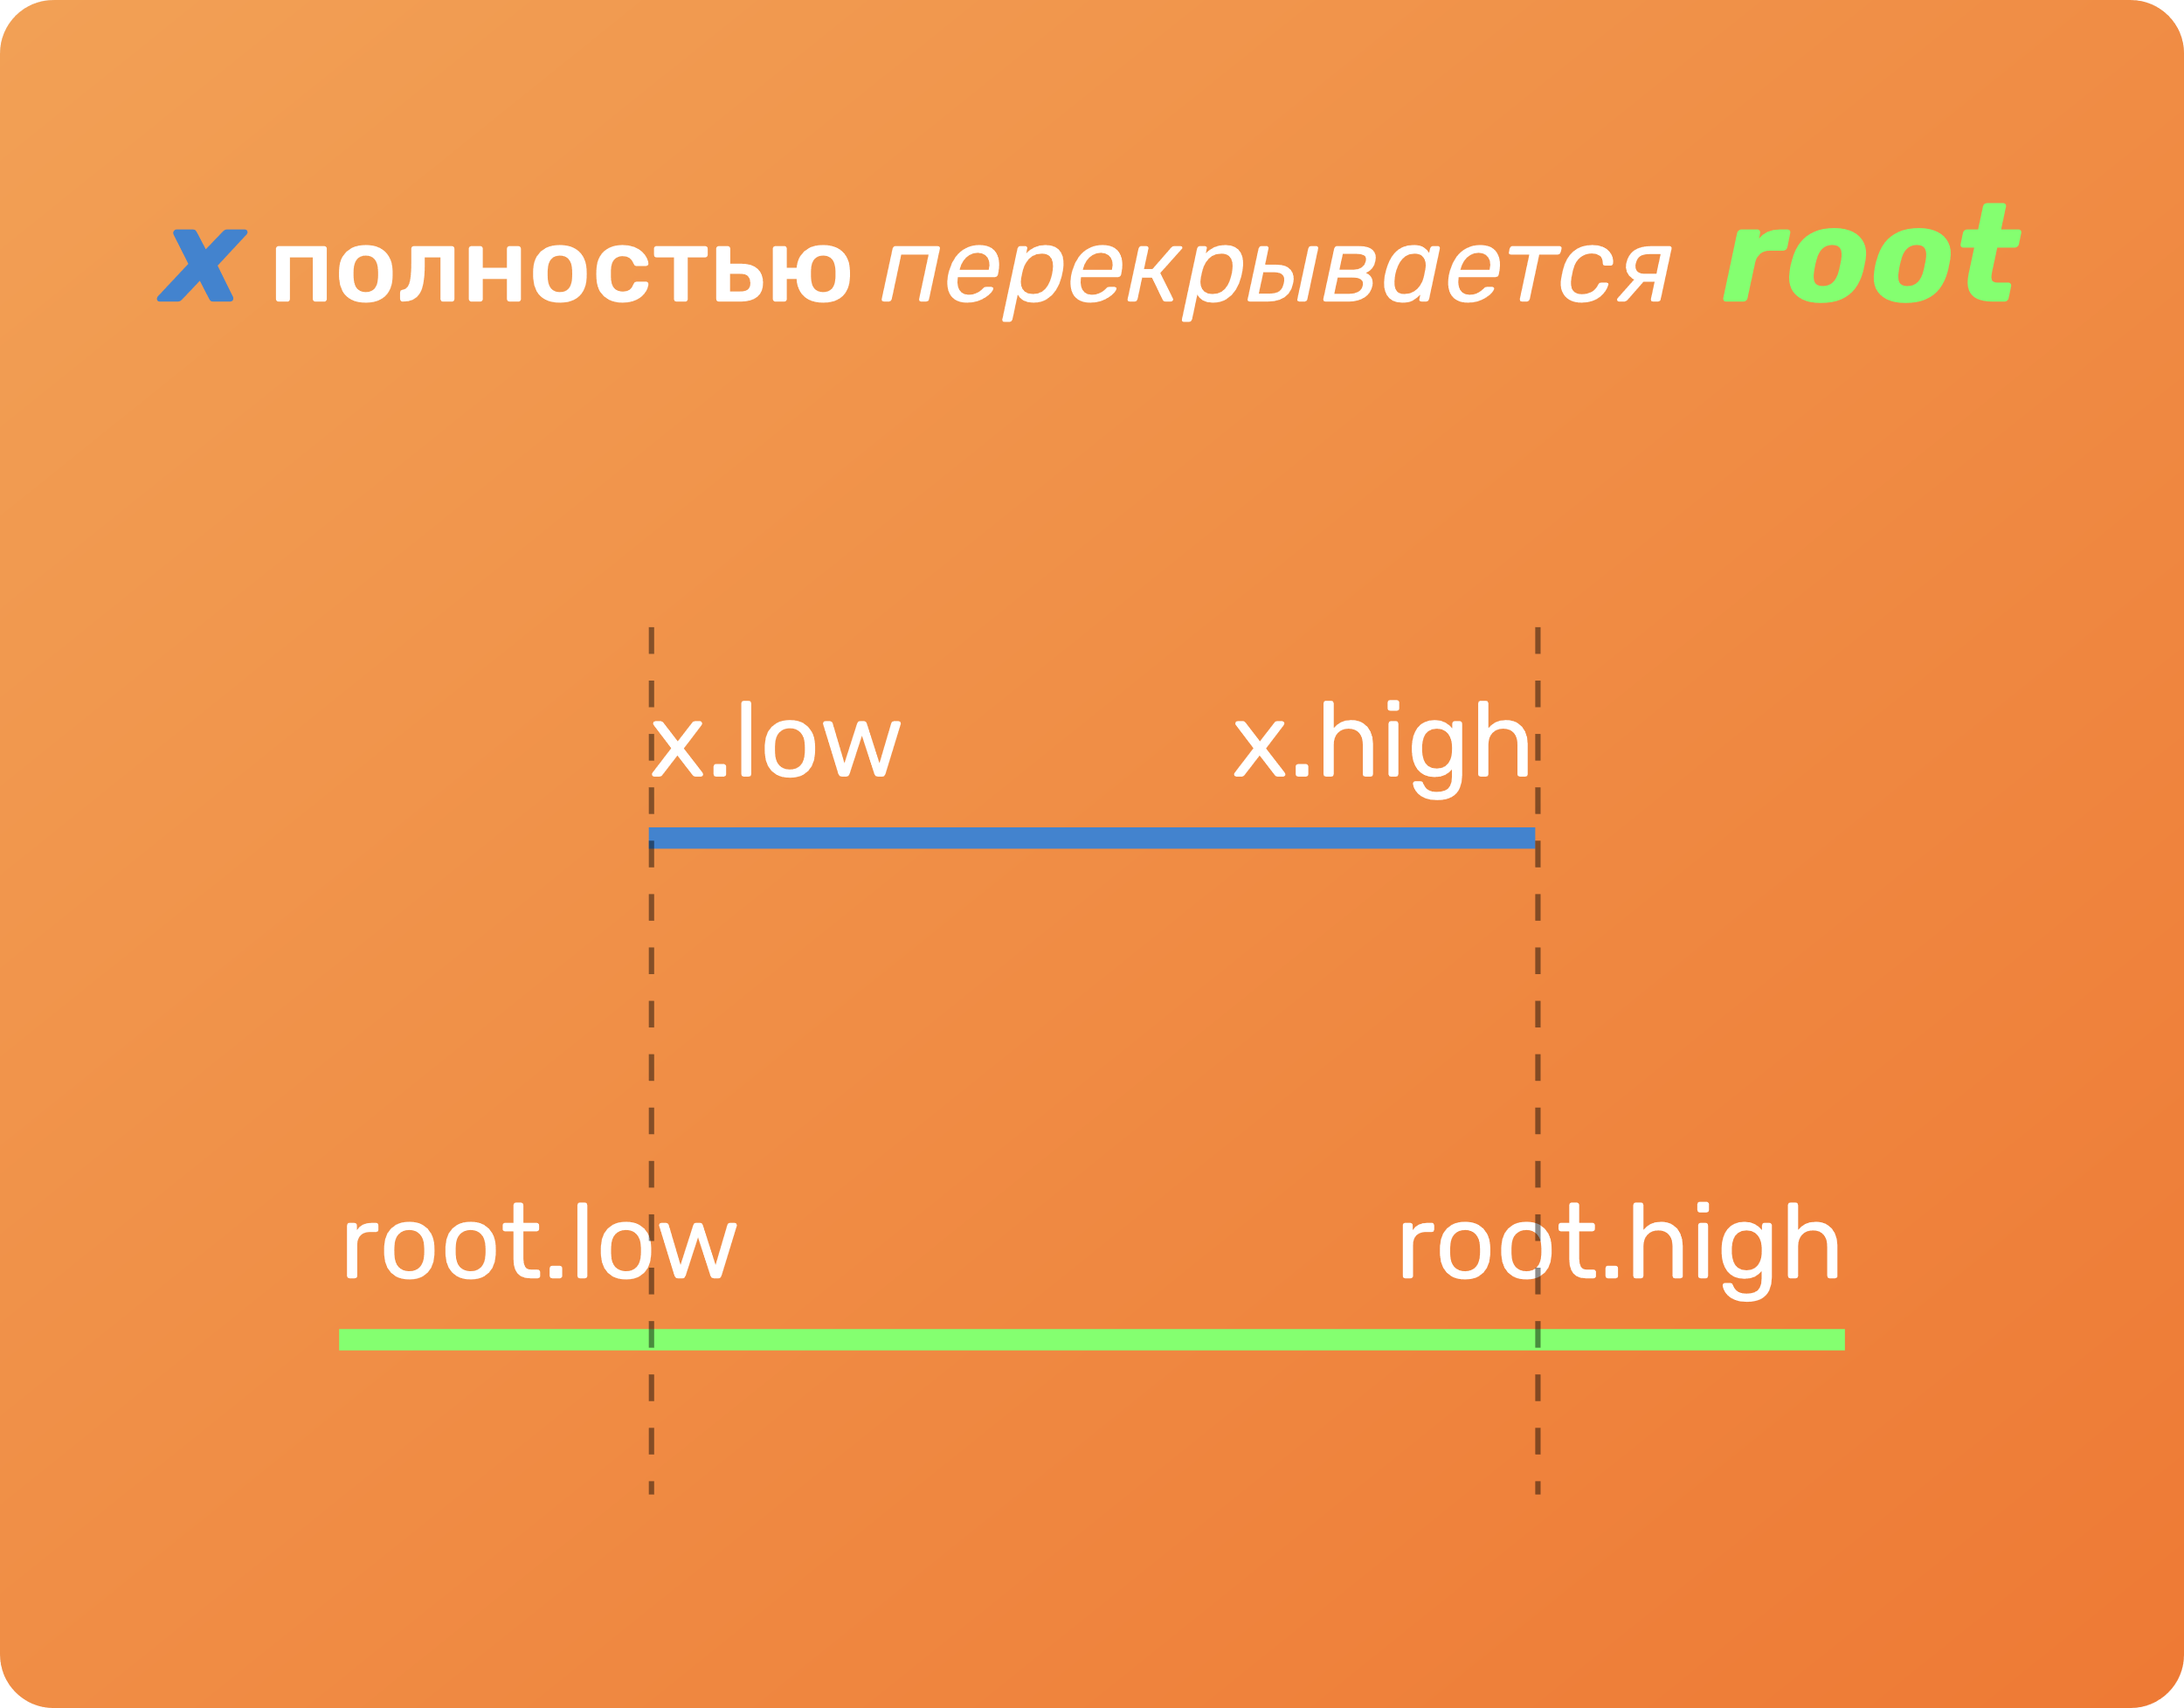 x полностью перекрывается root
x.low x.high
root.low root.high